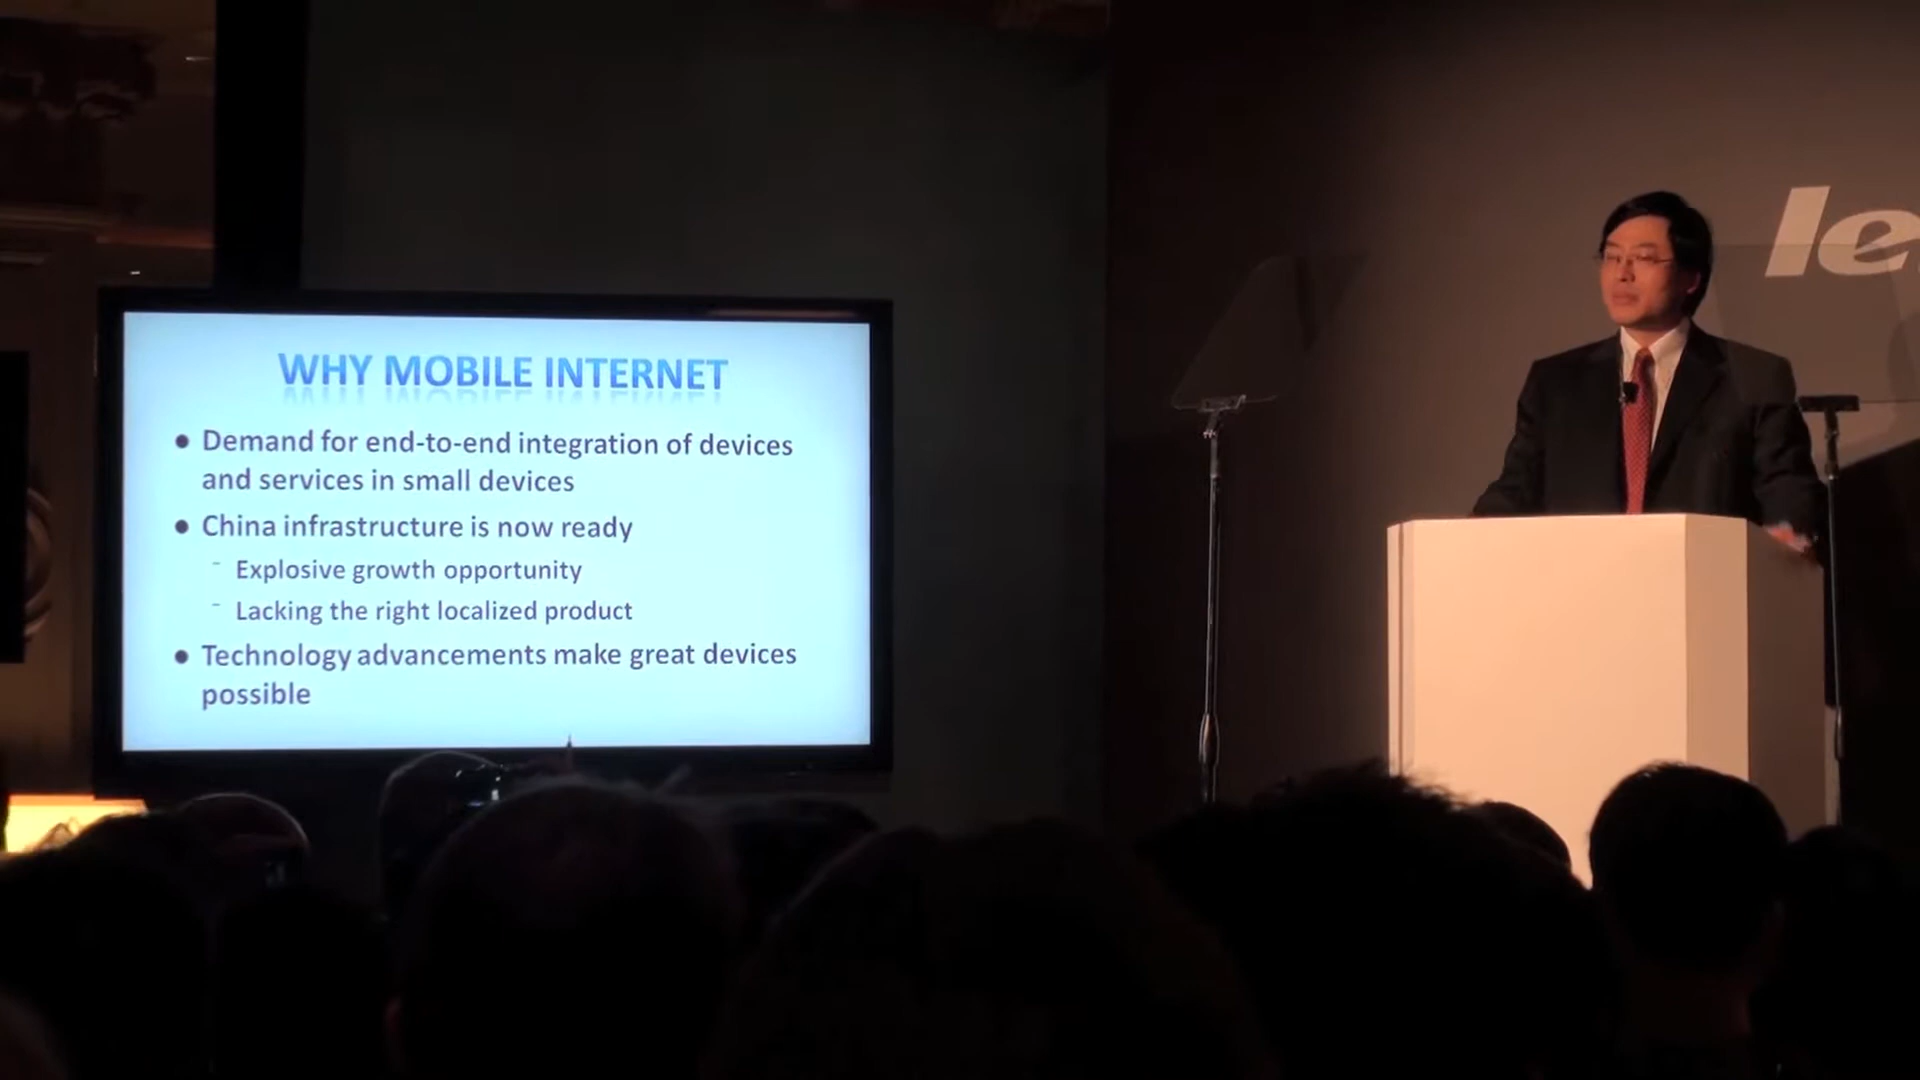 WHY MOBILE INTERNET
• Demand for end-to-end integration of devices
and services in small devices
• China infrastructure is now ready
- Explosive growth opportunity
- Lacking the right localized product
• Technology advancements make great devices
possible
le